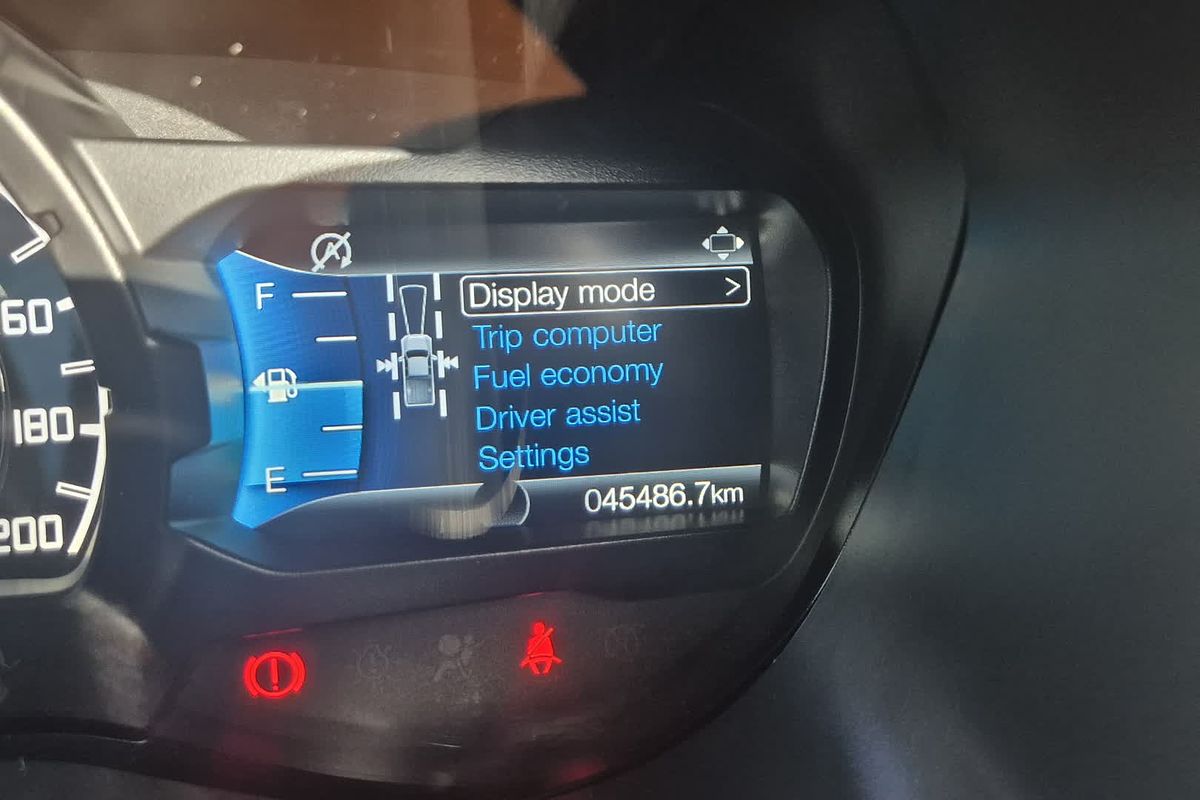 F
Display mode >
60
Trip computer
Fuel economy
180
Driver assist
E
Settings
045486.7km
200